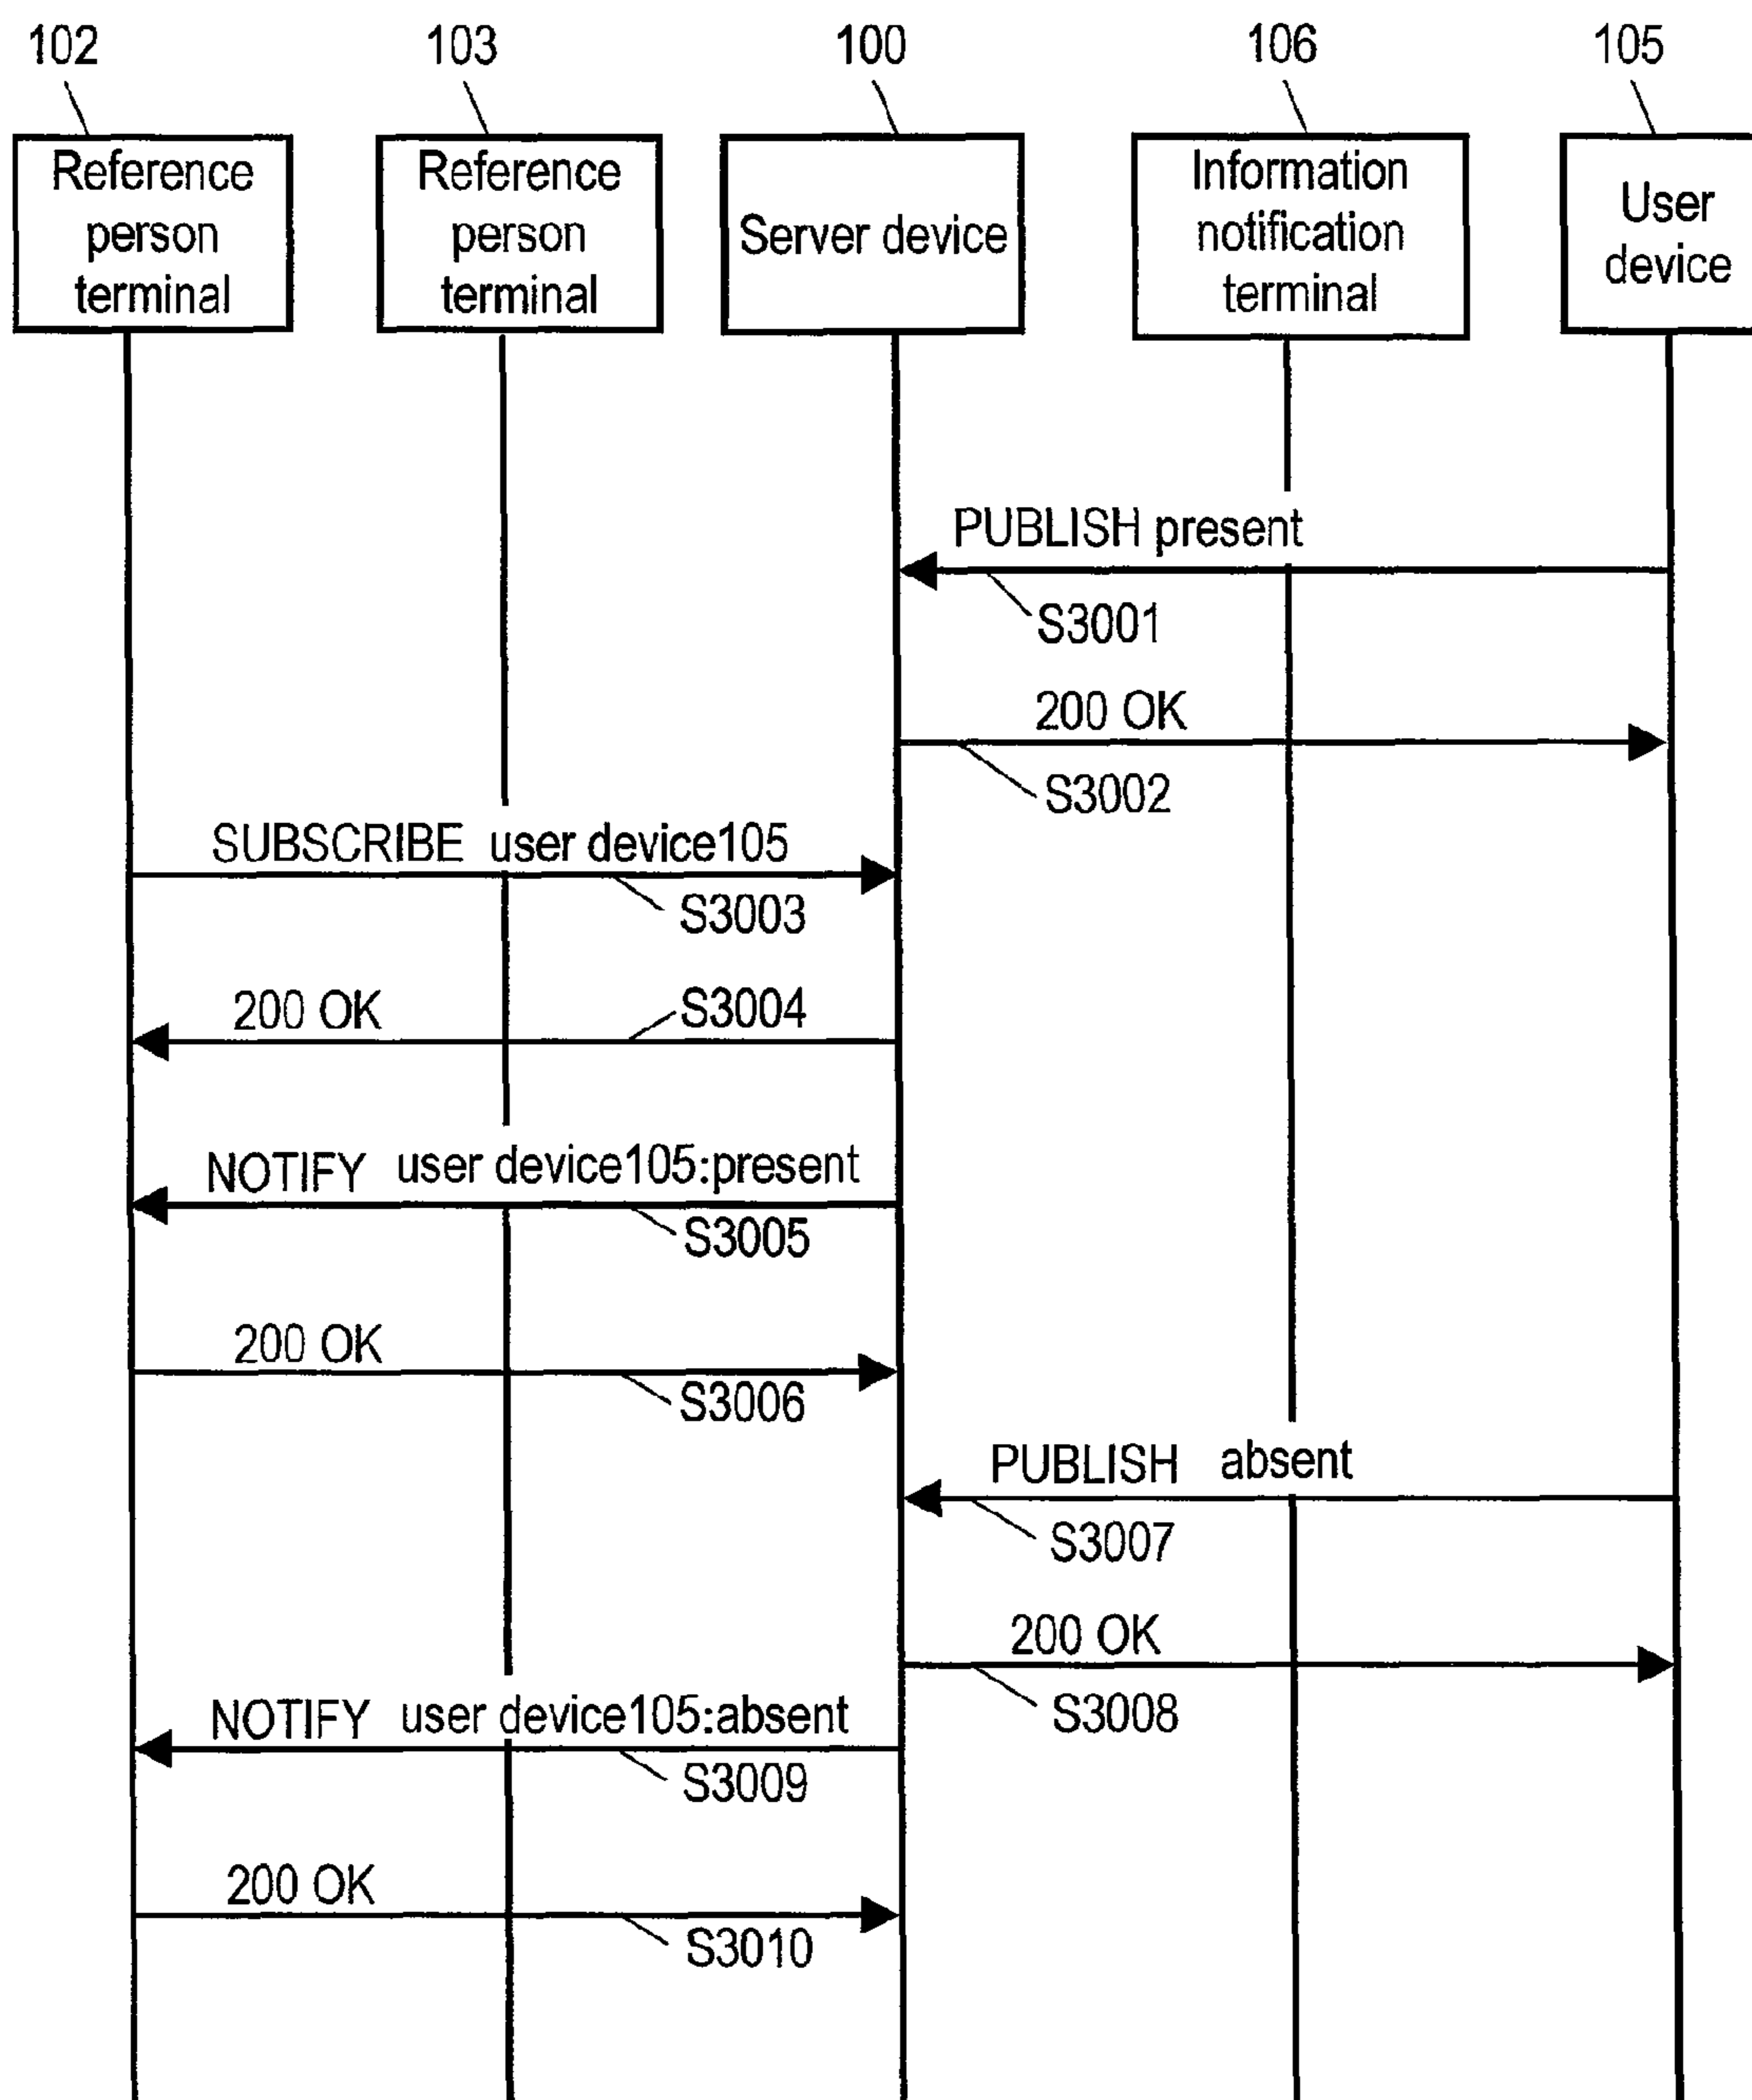 102
103
100
106
105
Reference
person
terminal
Reference
person
terminal
Server device
Information
notification
terminal
User
device
PUBLISH present
S3001
200 OK
S3002
SUBSCRIBE user device105
S3003
200 OK
S3004
NOTIFY user device105:present
S3005
200 OK
S3006
PUBLISH absent
S3007
200 OK
S3008
NOTIFY user device105:absent
S3009
200 OK
S3010